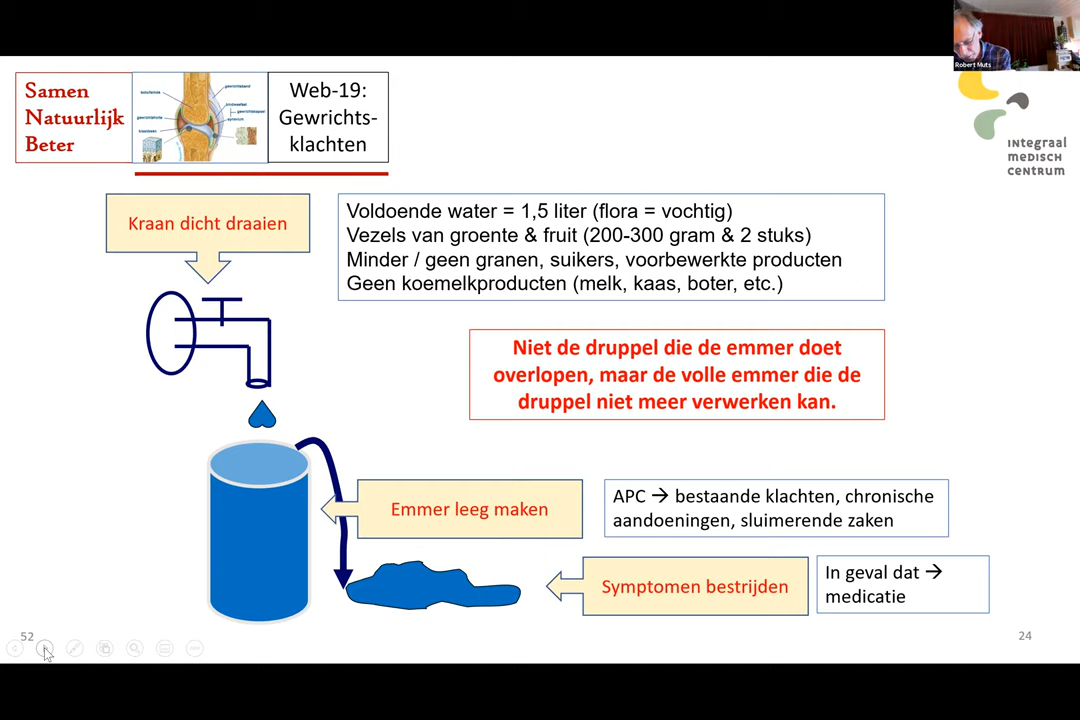 Robert Muts
Samen
Natuurlijk
Beter
Web-19:
Gewrichts-
klachten
integraal
medisch
centrum
Kraan dicht draaien
Voldoende water = 1,5 liter (flora = vochtig)
Vezels van groente & fruit (200-300 gram & 2 stuks)
Minder / geen granen, suikers, voorbewerkte producten
Geen koemelkproducten (melk, kaas, boter, etc.)
Niet de druppel die de emmer doet
overlopen, maar de volle emmer die de
druppel niet meer verwerken kan.
Emmer leeg maken
APC → bestaande klachten, chronische
aandoeningen, sluimerende zaken
Symptomen bestrijden
In geval dat →
medicatie
52
24